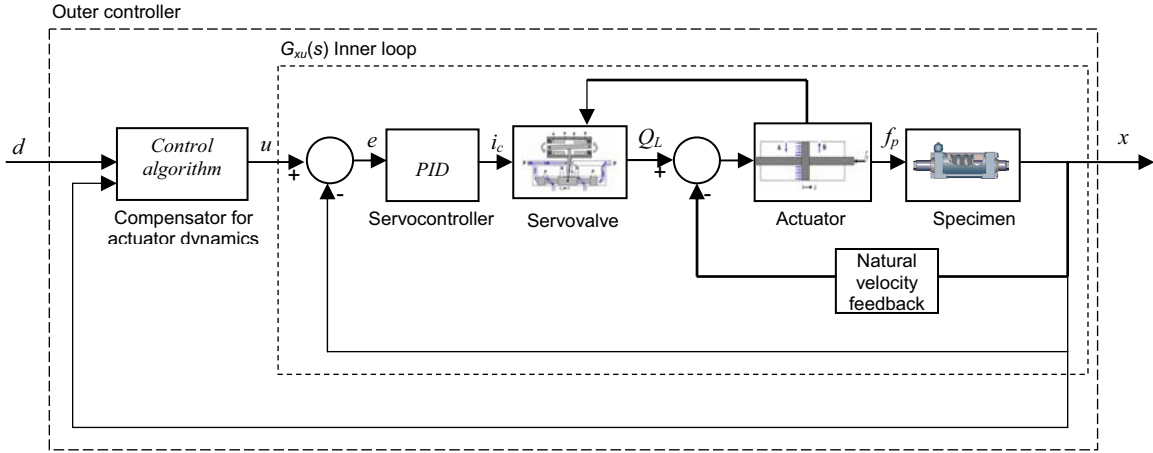 Outer controller
G_xu(s) Inner loop
d
Control
algorithm
u
e
PID
i_c
Q_L
f_p
x
+
-
+
-
Compensator for
actuator dynamics
Servocontroller
Servovalve
Actuator
Specimen
Natural
velocity
feedback